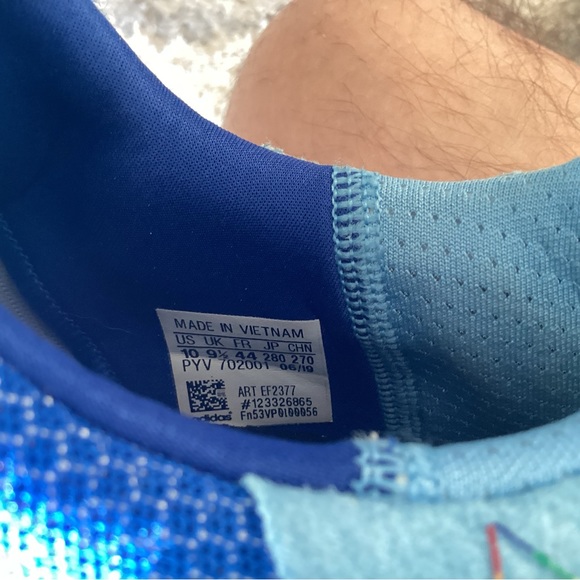 MADE IN VIETNAM
US UK FR JP CHN
10 9½ 44 280 270
PYV 702001 06/19
ART EF2377
#123326865
adidas Fn53VP0L00056